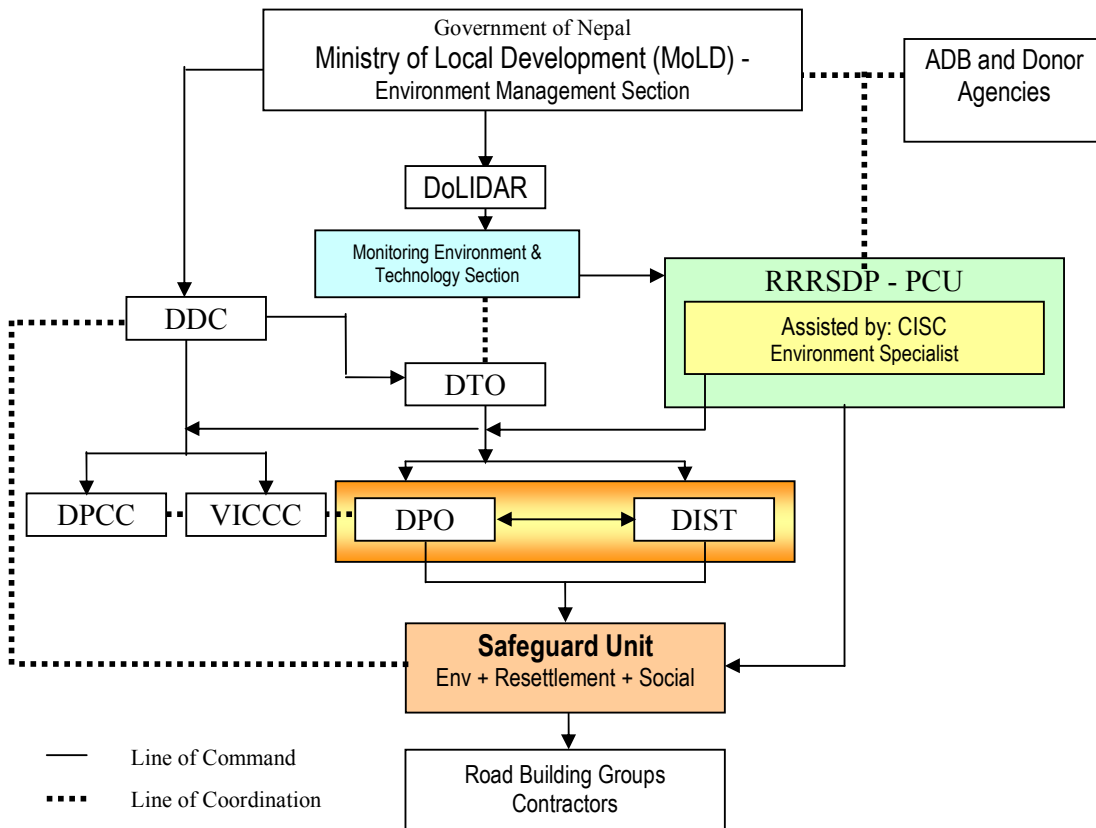 Government of Nepal
Ministry of Local Development (MoLD) -
Environment Management Section
ADB and Donor
Agencies
DoLIDAR
Monitoring Environment &
Technology Section
RRRSDP - PCU
Assisted by: CISC
Environment Specialist
DDC
DTO
DPCC
VICCC
DPO
DIST
Safeguard Unit
Env + Resettlement + Social
Line of Command
Line of Coordination
Road Building Groups
Contractors